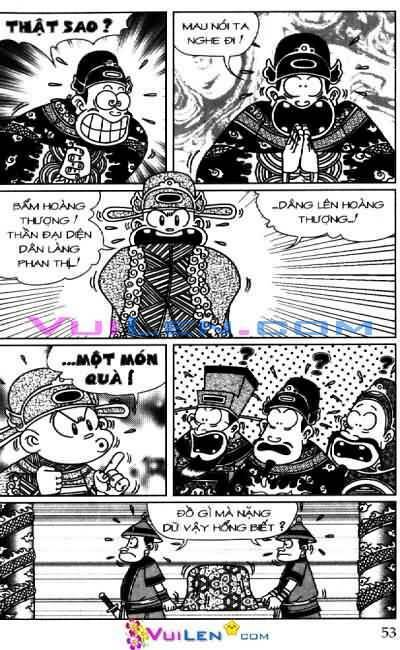 THẬT SAO?
MAU NÓI TA
NGHE ĐI!
BẨM HOÀNG
THƯỢNG!
THẦN ĐẠI DIỆN
DÂN LÀNG
PHAN THỊ...!
...DÂNG LÊN HOÀNG
THƯỢNG...!
VUILEN.COM
...MỘT MÓN
QUÀ!
?
?
?
ĐỒ GÌ MÀ NẶNG
DỮ VẬY HỔNG BIẾT?
53
VUILEN.COM